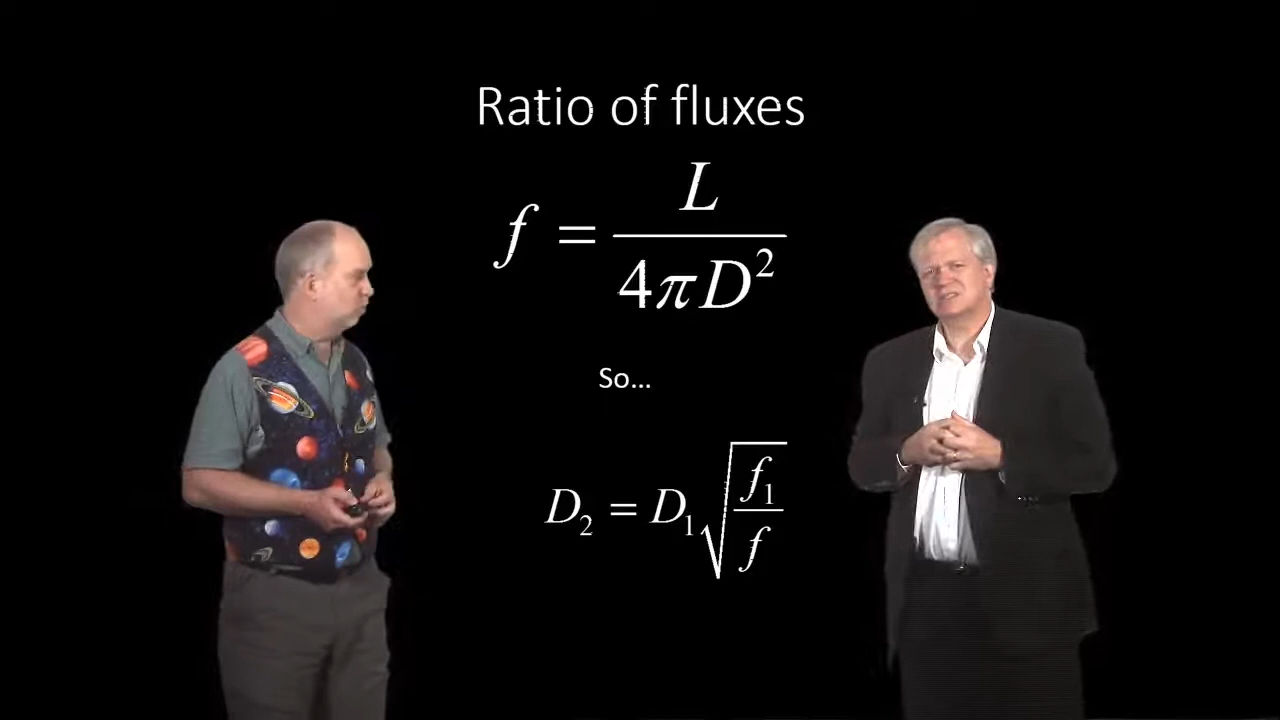 Ratio of fluxes
f = L / 4πD²
So...
D₂ = D₁√(f₁/f)